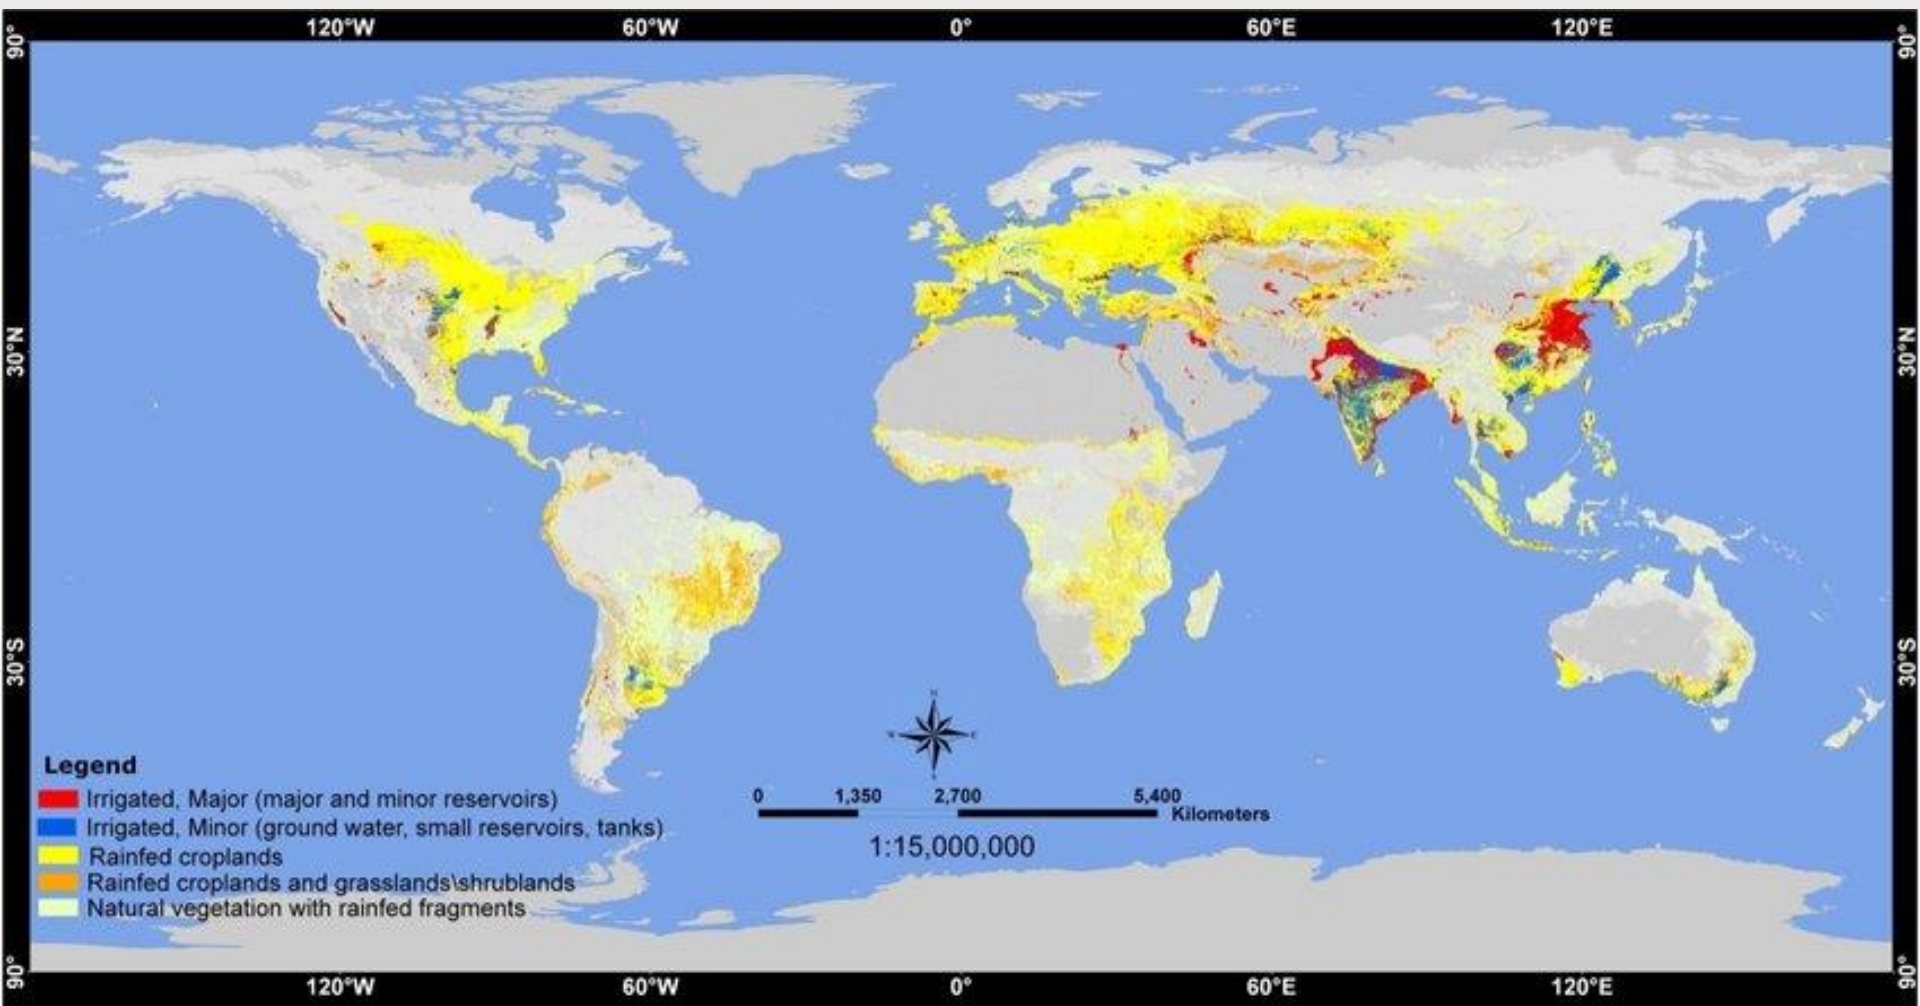 120°W 60°W 0° 60°E 120°E
90° 90°
30°N 30°N
30°S 30°S
N
Legend
Irrigated, Major (major and minor reservoirs)
Irrigated, Minor (ground water, small reservoirs, tanks)
Rainfed croplands
Rainfed croplands and grasslands\shrublands
Natural vegetation with rainfed fragments
0 1,350 2,700 5,400
Kilometers
1:15,000,000
90° 90°
120°W 60°W 0° 60°E 120°E